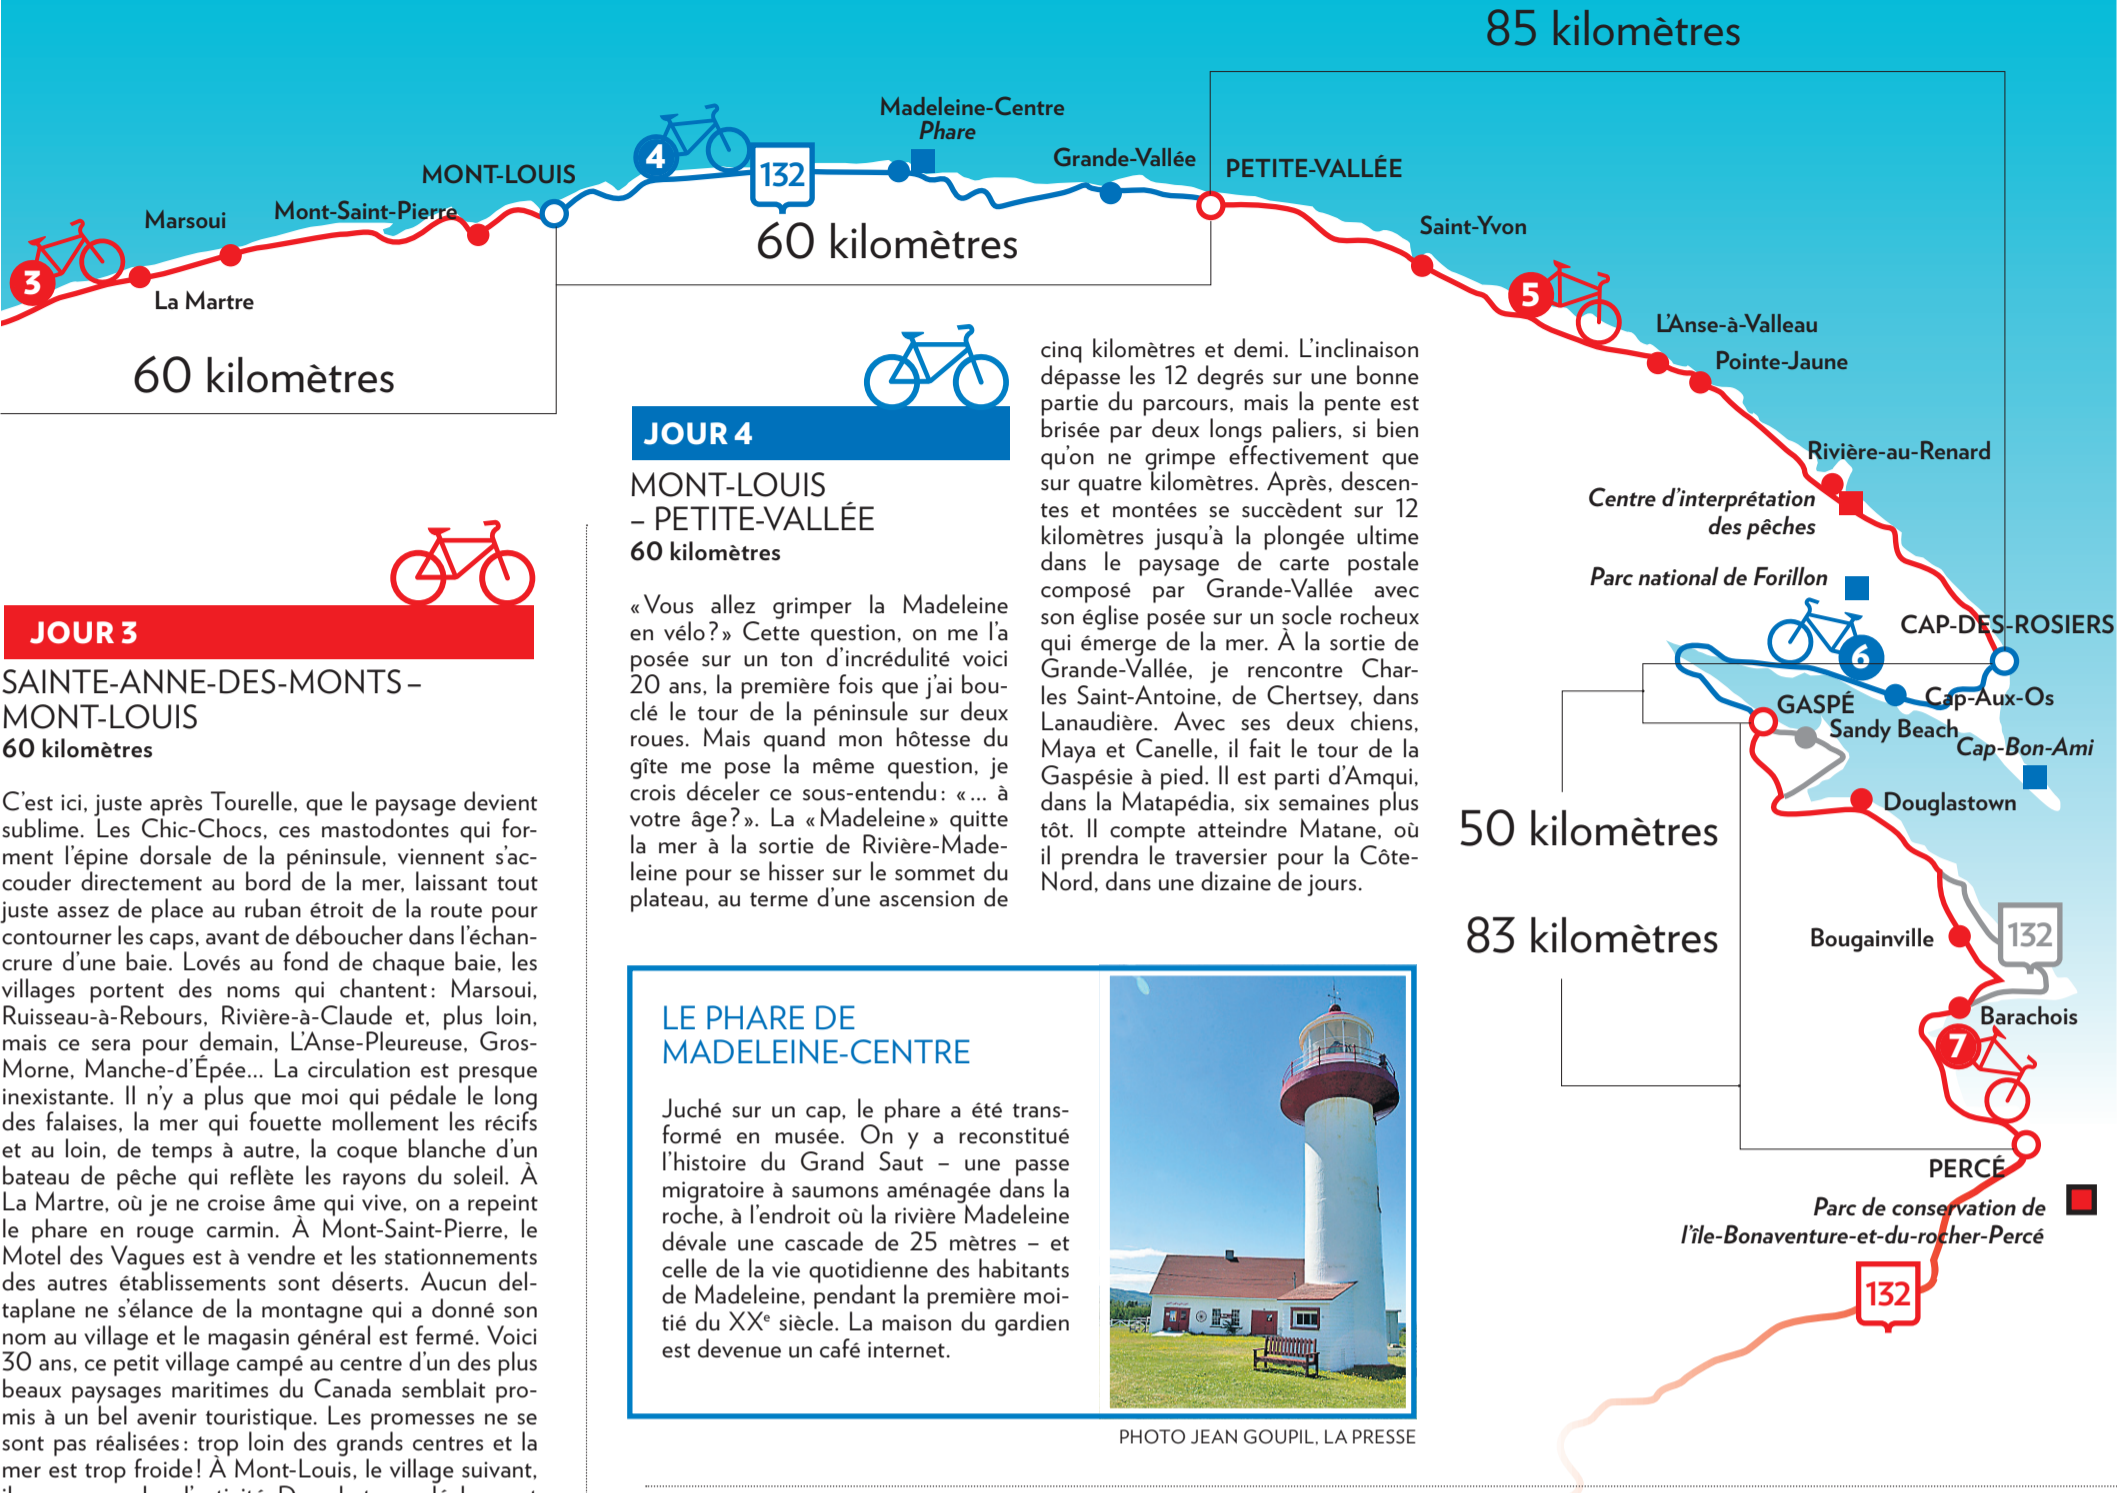 85 kilomètres
Madeleine-Centre
Phare
4
132
Grande-Vallée
PETITE-VALLÉE
MONT-LOUIS
Mont-Saint-Pierre
Marsoui
3
La Martre
60 kilomètres
60 kilomètres
Saint-Yvon
5
L'Anse-à-Valleau
Pointe-Jaune
Rivière-au-Renard
Centre d'interprétation
des pêches
Parc national de Forillon
CAP-DES-ROSIERS
6
Cap-Aux-Os
GASPÉ
Sandy Beach
Cap-Bon-Ami
Douglastown
50 kilomètres
83 kilomètres
Bougainville
132
Barachois
7
PERCÉ
Parc de conservation de
l'île-Bonaventure-et-du-rocher-Percé
132
JOUR 3
SAINTE-ANNE-DES-MONTS –
MONT-LOUIS
60 kilomètres
C'est ici, juste après Tourelle, que le paysage devient
sublime. Les Chic-Chocs, ces mastodontes qui for-
ment l'épine dorsale de la péninsule, viennent s'ac-
couder directement au bord de la mer, laissant tout
juste assez de place au ruban étroit de la route pour
contourner les caps, avant de déboucher dans l'échan-
crure d'une baie. Lovés au fond de chaque baie, les
villages portent des noms qui chantent: Marsoui,
Ruisseau-à-Rebours, Rivière-à-Claude et, plus loin,
mais ce sera pour demain, L'Anse-Pleureuse, Gros-
Morne, Manche-d'Épée... La circulation est presque
inexistante. Il n'y a plus que moi qui pédale le long
des falaises, la mer qui fouette mollement les récifs
et au loin, de temps à autre, la coque blanche d'un
bateau de pêche qui reflète les rayons du soleil. À
La Martre, où je ne croise âme qui vive, on a repeint
le phare en rouge carmin. À Mont-Saint-Pierre, le
Motel des Vagues est à vendre et les stationnements
des autres établissements sont déserts. Aucun del-
taplane ne s'élance de la montagne qui a donné son
nom au village et le magasin général est fermé. Voici
30 ans, ce petit village campé au centre d'un des plus
beaux paysages maritimes du Canada semblait pro-
mis à un bel avenir touristique. Les promesses ne se
sont pas réalisées: trop loin des grands centres et la
mer est trop froide! À Mont-Louis, le village suivant,
JOUR 4
MONT-LOUIS
– PETITE-VALLÉE
60 kilomètres
«Vous allez grimper la Madeleine
en vélo?» Cette question, on me l'a
posée sur un ton d'incrédulité voici
20 ans, la première fois que j'ai bou-
clé le tour de la péninsule sur deux
roues. Mais quand mon hôtesse du
gîte me pose la même question, je
crois déceler ce sous-entendu: «... à
votre âge?». La «Madeleine» quitte
la mer à la sortie de Rivière-Made-
leine pour se hisser sur le sommet du
plateau, au terme d'une ascension de
cinq kilomètres et demi. L'inclinaison
dépasse les 12 degrés sur une bonne
partie du parcours, mais la pente est
brisée par deux longs paliers, si bien
qu'on ne grimpe effectivement que
sur quatre kilomètres. Après, descen-
tes et montées se succèdent sur 12
kilomètres jusqu'à la plongée ultime
dans le paysage de carte postale
composé par Grande-Vallée avec
son église posée sur un socle rocheux
qui émerge de la mer. À la sortie de
Grande-Vallée, je rencontre Char-
les Saint-Antoine, de Chertsey, dans
Lanaudière. Avec ses deux chiens,
Maya et Canelle, il fait le tour de la
Gaspésie à pied. Il est parti d'Amqui,
dans la Matapédia, six semaines plus
tôt. Il compte atteindre Matane, où
il prendra le traversier pour la Côte-
Nord, dans une dizaine de jours.
LE PHARE DE
MADELEINE-CENTRE
Juché sur un cap, le phare a été trans-
formé en musée. On y a reconstitué
l'histoire du Grand Saut – une passe
migratoire à saumons aménagée dans la
roche, à l'endroit où la rivière Madeleine
dévale une cascade de 25 mètres – et
celle de la vie quotidienne des habitants
de Madeleine, pendant la première moi-
tié du XXe siècle. La maison du gardien
est devenue un café internet.
PHOTO JEAN GOUPIL, LA PRESSE